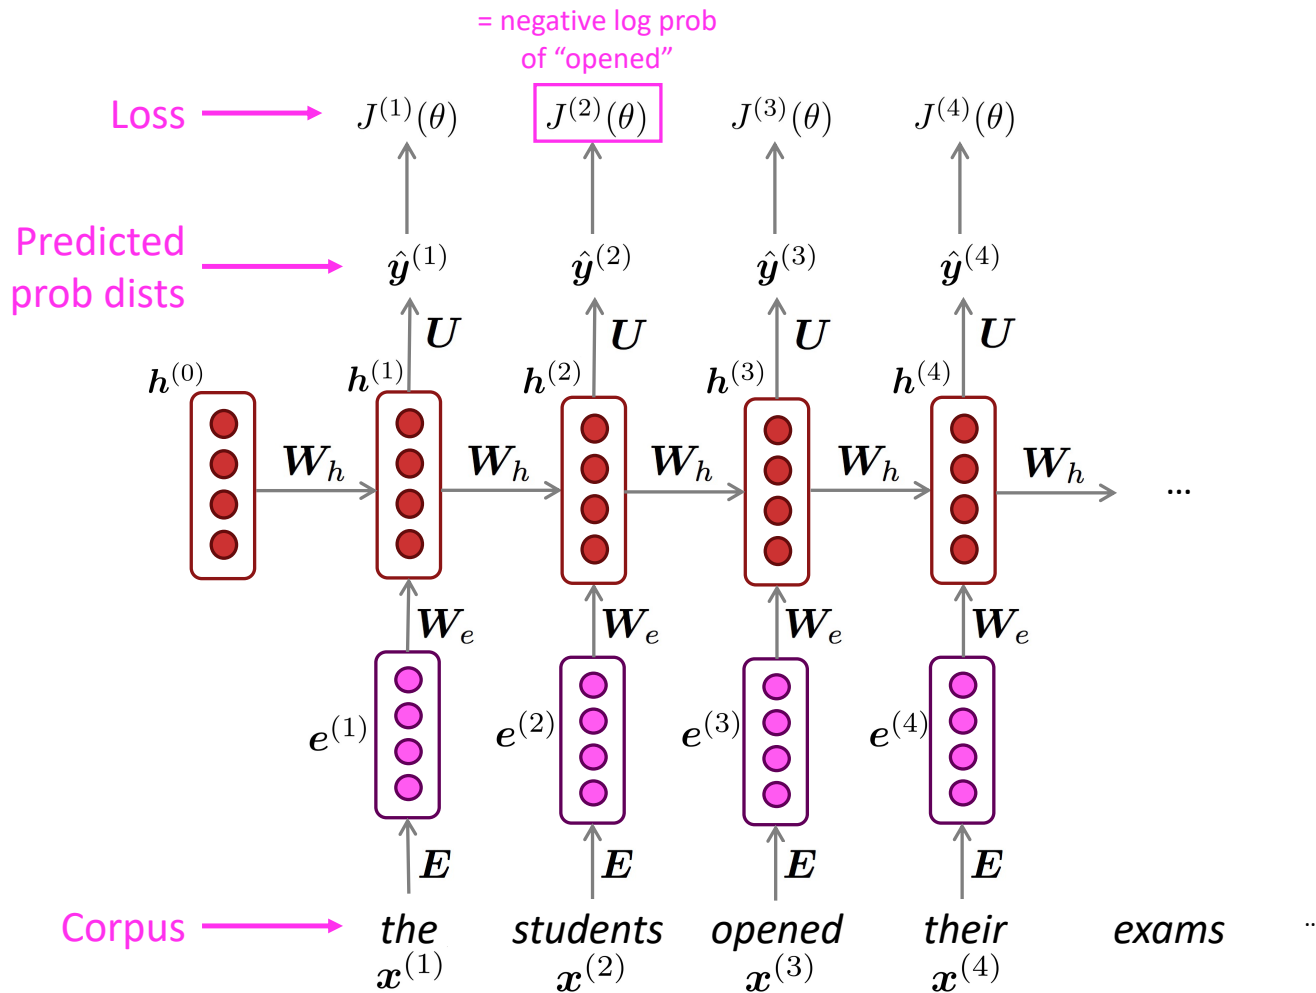 = negative log prob
of “opened”
Loss J⁽¹⁾(θ) J⁽²⁾(θ) J⁽³⁾(θ) J⁽⁴⁾(θ)
Predicted
prob dists
ŷ⁽¹⁾ ŷ⁽²⁾ ŷ⁽³⁾ ŷ⁽⁴⁾
U U U U
h⁽⁰⁾ h⁽¹⁾ h⁽²⁾ h⁽³⁾ h⁽⁴⁾
Wₕ Wₕ Wₕ Wₕ Wₕ ...
Wₑ Wₑ Wₑ Wₑ
e⁽¹⁾ e⁽²⁾ e⁽³⁾ e⁽⁴⁾
E E E E
Corpus the students opened their exams ...
x⁽¹⁾ x⁽²⁾ x⁽³⁾ x⁽⁴⁾